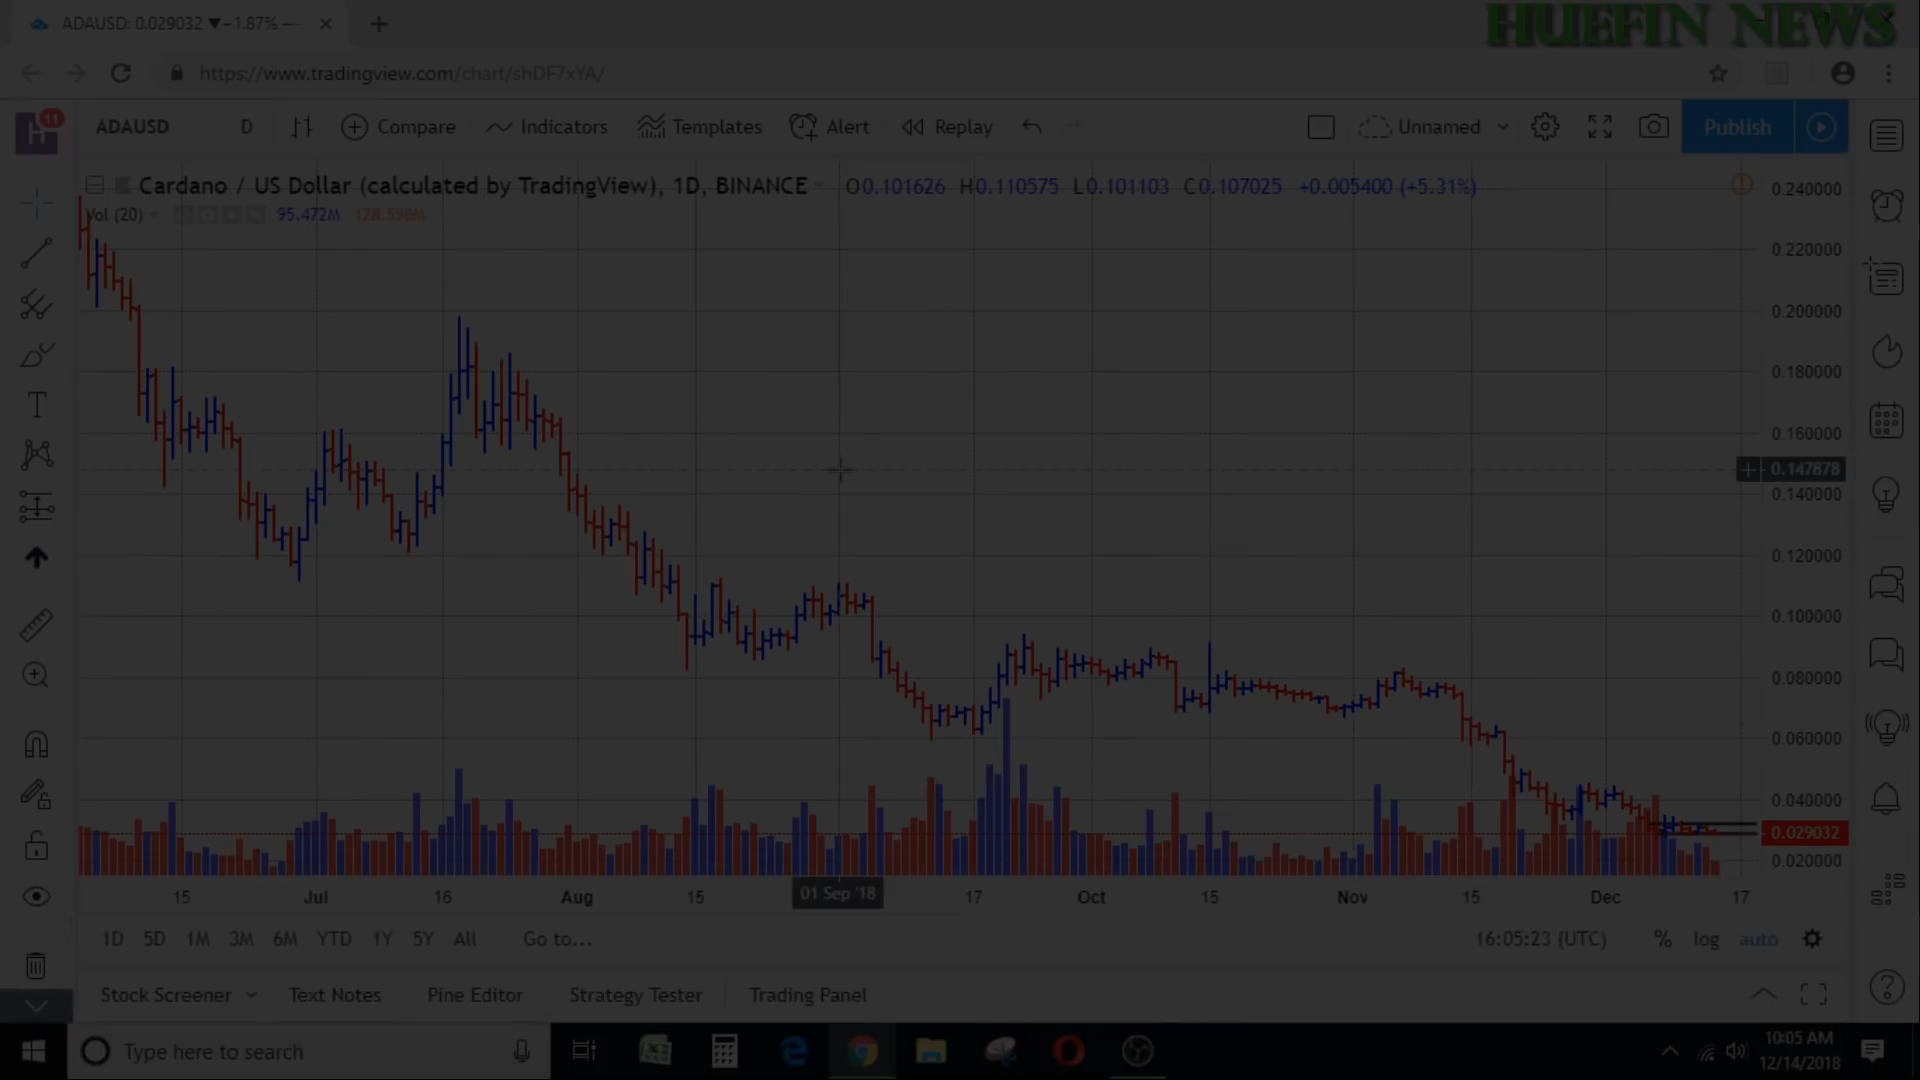 ADAUSD: 0.029032 ▼−1.87% —
HUEFIN NEWS
https://www.tradingview.com/chart/shDF7xYA/
H 11
ADAUSD D Compare Indicators Templates Alert Replay Unnamed Publish
Cardano / US Dollar (calculated by TradingView), 1D, BINANCE O0.101626 H0.110575 L0.101103 C0.107025 +0.005400 (+5.31%)
Vol (20) 95.472M 128.598M
0.240000
0.220000
0.200000
0.180000
0.160000
0.147878
0.140000
0.120000
0.100000
0.080000
0.060000
0.040000
0.029032
0.020000
15 Jul 16 Aug 15 01 Sep '18 17 Oct 15 Nov 15 Dec 17
1D 5D 1M 3M 6M YTD 1Y 5Y All Go to... 16:05:23 (UTC) % log auto
Stock Screener Text Notes Pine Editor Strategy Tester Trading Panel
Type here to search
10:05 AM
12/14/2018